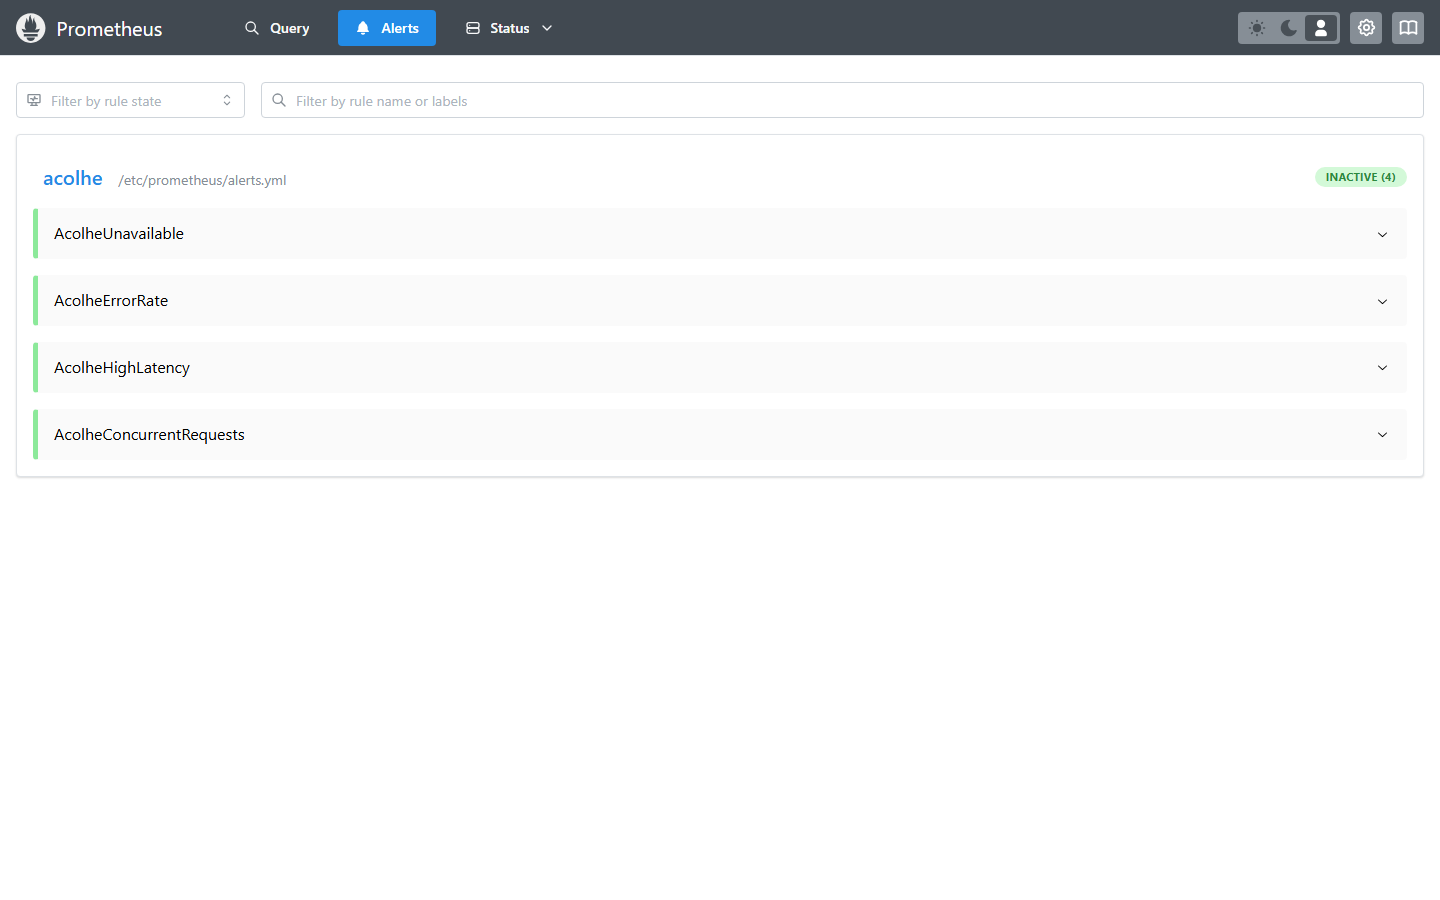 Prometheus Query Alerts Status
Filter by rule state Filter by rule name or labels
acolhe /etc/prometheus/alerts.yml INACTIVE (4)
AcolheUnavailable
AcolheErrorRate
AcolheHighLatency
AcolheConcurrentRequests